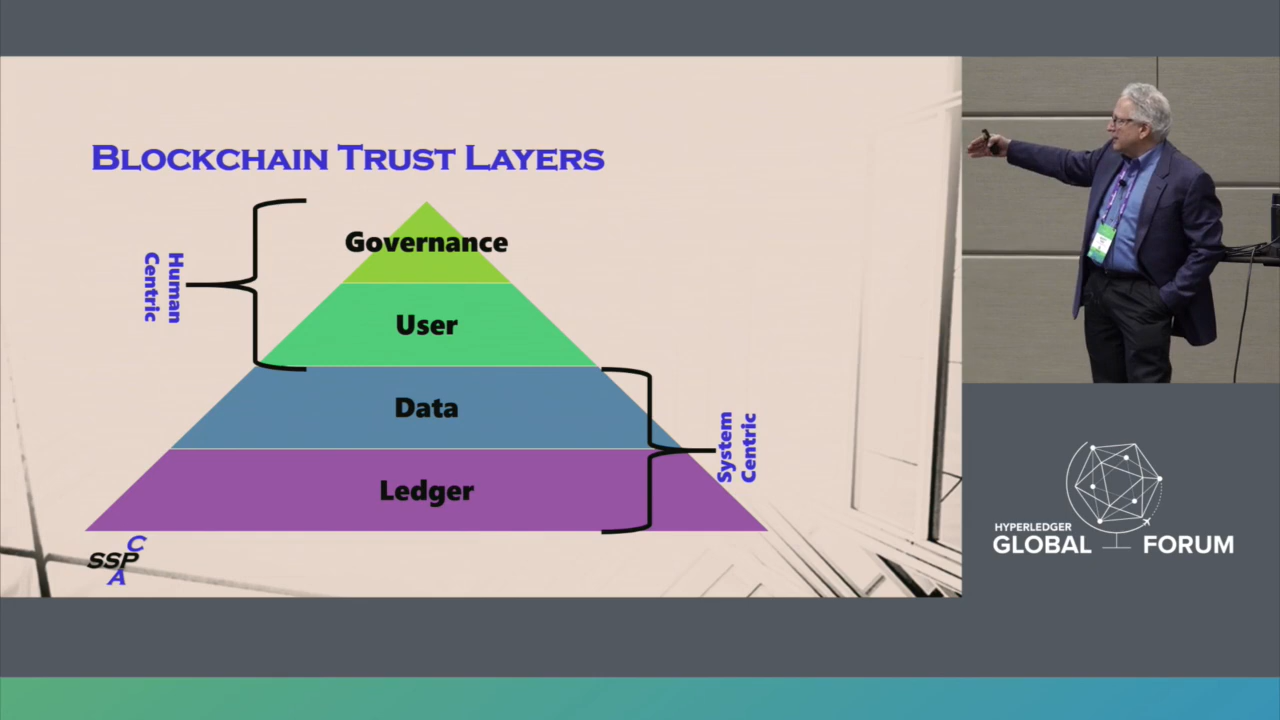 BLOCKCHAIN TRUST LAYERS
Governance
Human
Centric
User
Data
System
Centric
Ledger
C
SSP
A
HYPERLEDGER
GLOBAL FORUM